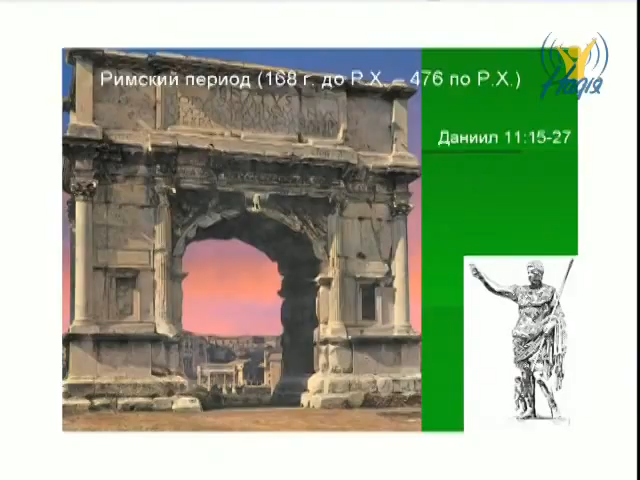 Римский период (168 г. до Р.Х. – 476 по Р.Х.)
Надія
Даниил 11:15-27